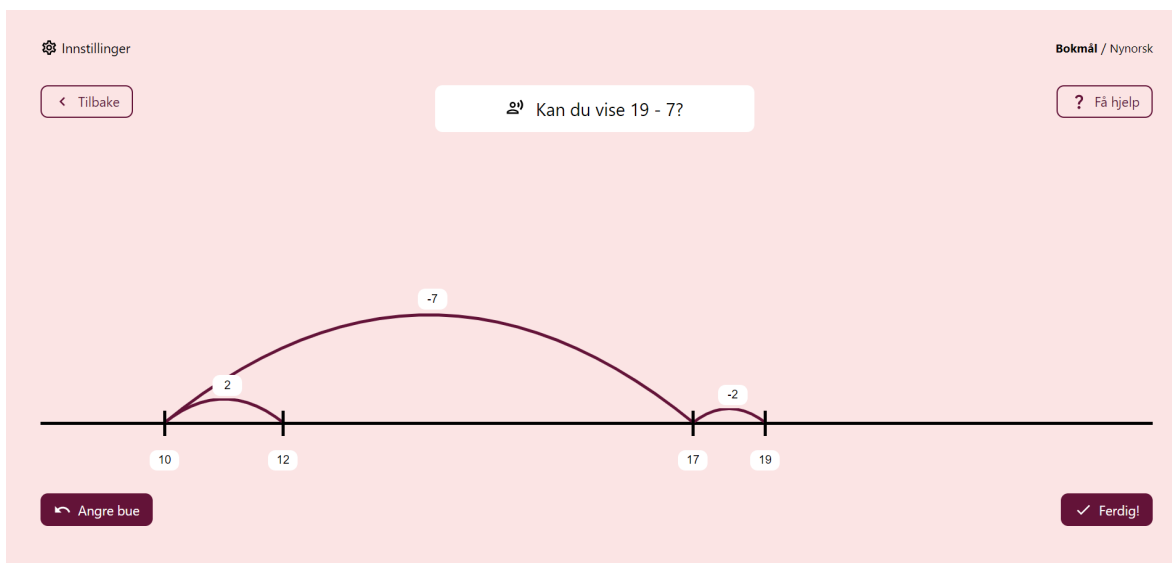 Innstillinger
Bokmål / Nynorsk
Tilbake
Kan du vise 19 - 7?
? Få hjelp
-7
2
-2
10
12
17
19
Angre bue
Ferdig!